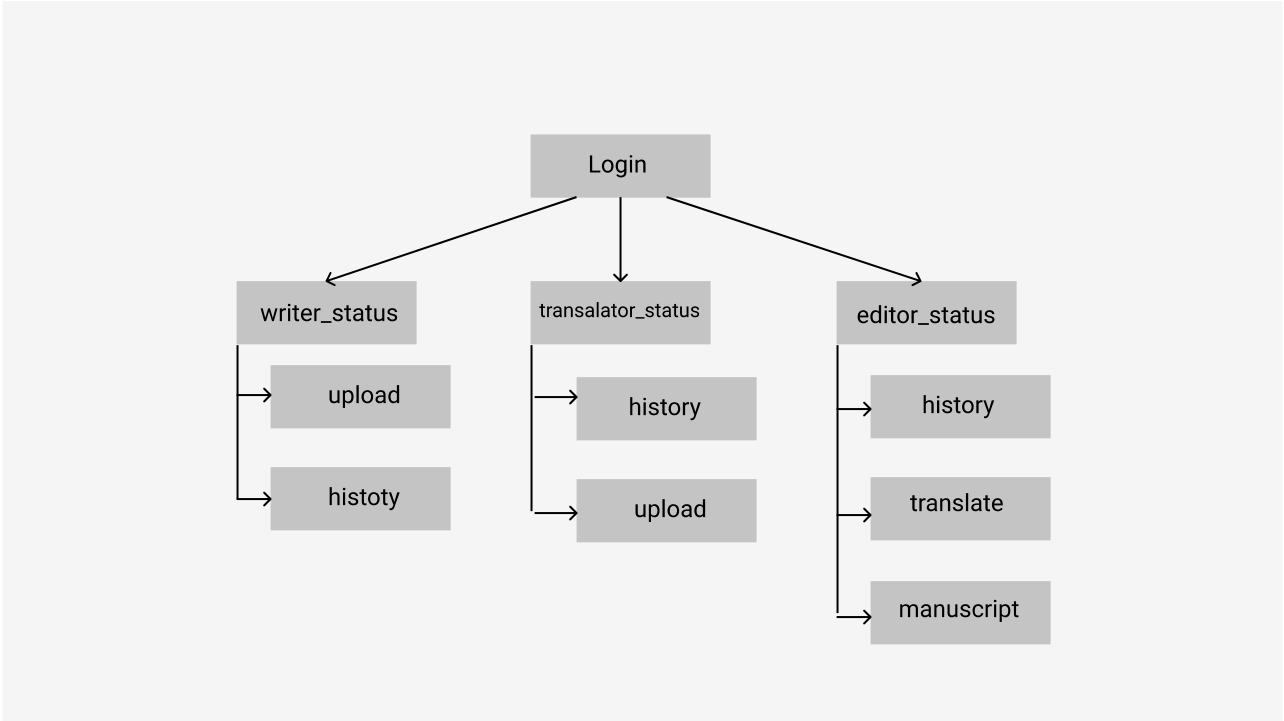 Login
writer_status
transalator_status
editor_status
upload
histoty
history
upload
history
translate
manuscript